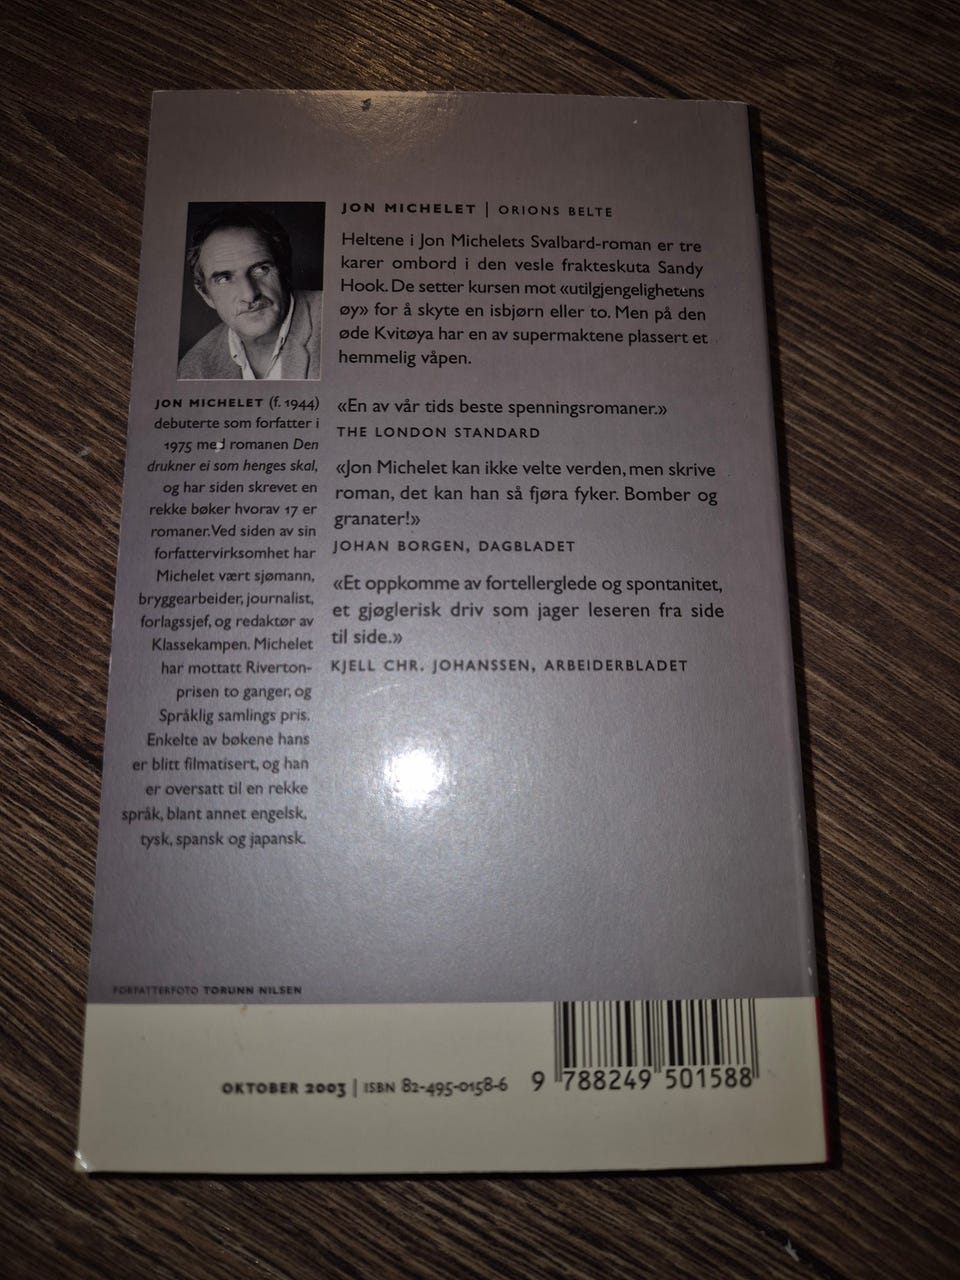 JON MICHELET | ORIONS BELTE
Heltene i Jon Michelets Svalbard-roman er tre
karer ombord i den vesle frakteskuta Sandy
Hook. De setter kursen mot «utilgjengelighetens
øy» for å skyte en isbjørn eller to. Men på den
øde Kvitøya har en av supermaktene plassert et
hemmelig våpen.
«En av vår tids beste spenningsromaner.»
THE LONDON STANDARD
«Jon Michelet kan ikke velte verden, men skrive
roman, det kan han så fjøra fyker. Bomber og
granater!»
JOHAN BORGEN, DAGBLADET
«Et oppkomme av fortellerglede og spontanitet,
et gjøglerisk driv som jager leseren fra side
til side.»
KJELL CHR. JOHANSSEN, ARBEIDERBLADET
JON MICHELET (f. 1944)
debuterte som forfatter i
1975 med romanen Den
drukner ei som henges skal,
og har siden skrevet en
rekke bøker hvorav 17 er
romaner. Ved siden av sin
forfattervirksomhet har
Michelet vært sjømann,
bryggearbeider, journalist,
forlagssjef, og redaktør av
Klassekampen. Michelet
har mottatt Riverton-
prisen to ganger, og
Språklig samlings pris.
Enkelte av bøkene hans
er blitt filmatisert, og han
er oversatt til en rekke
språk, blant annet engelsk,
tysk, spansk og japansk.
FORFATTERFOTO TORUNN NILSEN
OKTOBER 2003 | ISBN 82-495-0158-6
9 788249 501588